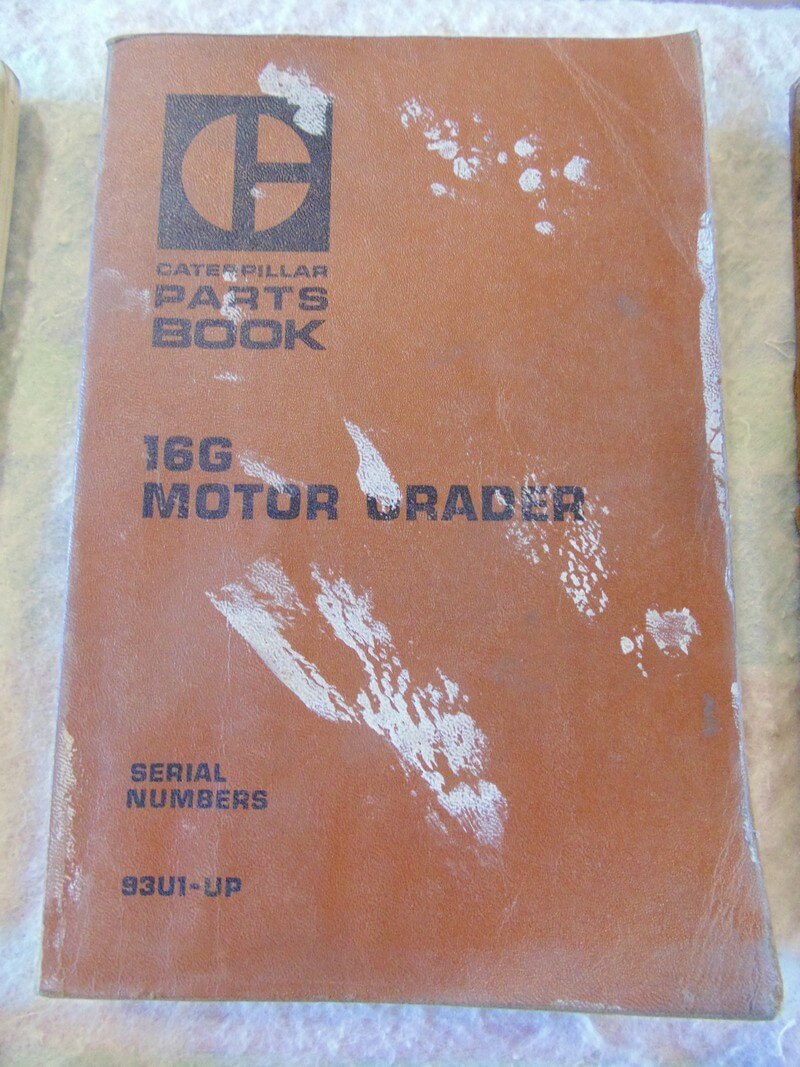 CATERPILLAR
PARTS
BOOK
16G
MOTOR GRADER
SERIAL
NUMBERS
93U1-UP